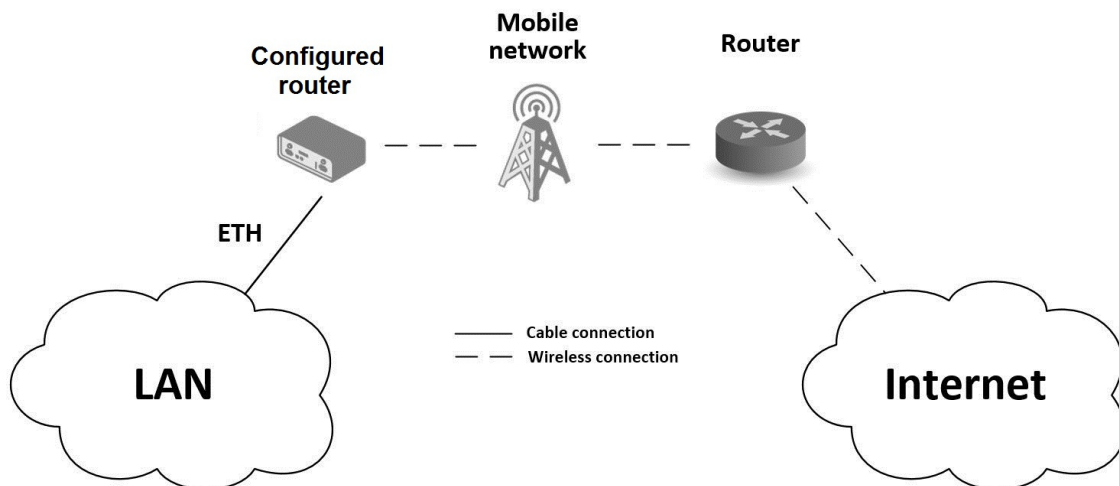 Configured
router
Mobile
network
Router
ETH
Cable connection
Wireless connection
LAN
Internet